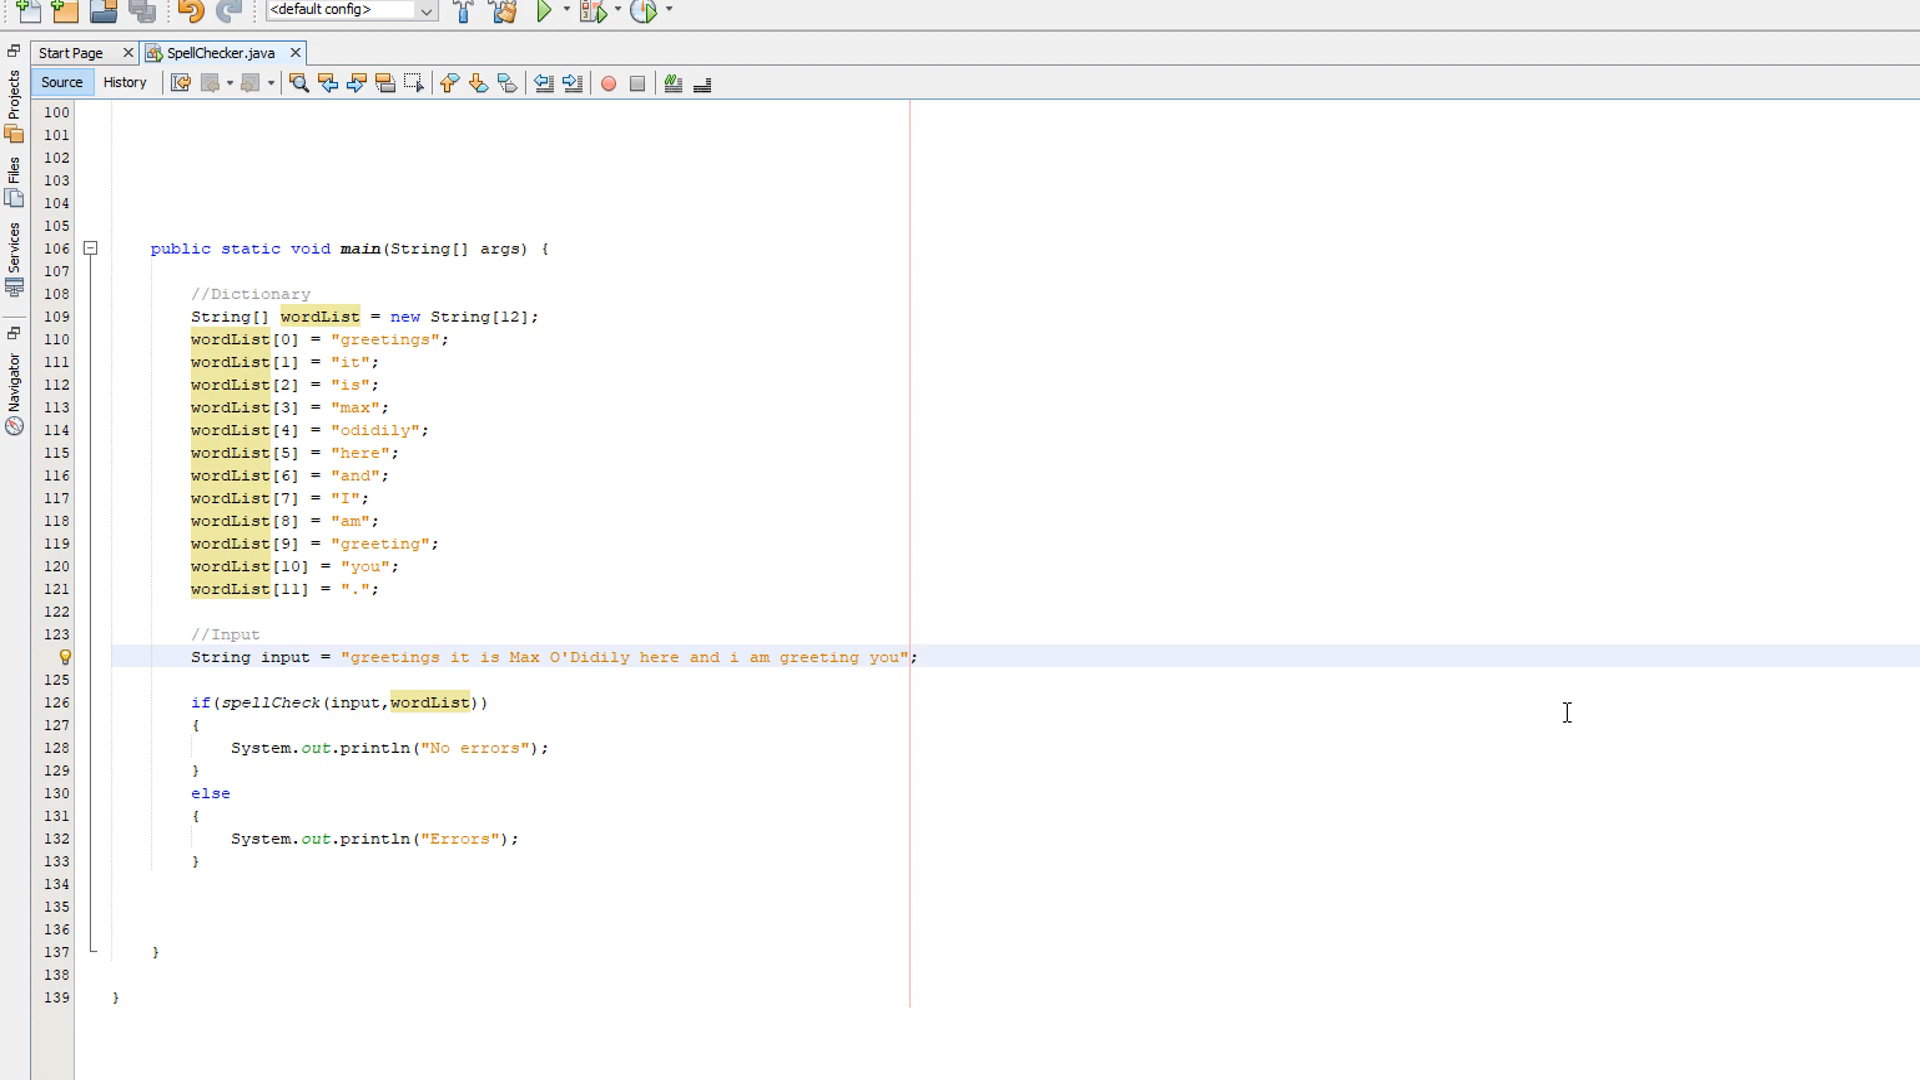 <default config>
Start Page
SpellChecker.java
Source
History
Projects
Files
Services
Navigator
100
101
102
103
104
105
106 public static void main(String[] args) {
107
108 //Dictionary
109 String[] wordList = new String[12];
110 wordList[0] = "greetings";
111 wordList[1] = "it";
112 wordList[2] = "is";
113 wordList[3] = "max";
114 wordList[4] = "odidily";
115 wordList[5] = "here";
116 wordList[6] = "and";
117 wordList[7] = "I";
118 wordList[8] = "am";
119 wordList[9] = "greeting";
120 wordList[10] = "you";
121 wordList[11] = ".";
122
123 //Input
String input = "greetings it is Max O'Didily here and i am greeting you";
125
126 if(spellCheck(input,wordList))
127 {
128 System.out.println("No errors");
129 }
130 else
131 {
132 System.out.println("Errors");
133 }
134
135
136
137 }
138
139 }